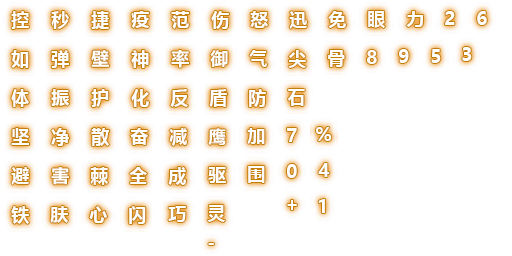 控 秒 捷 疫 范 伤 怒 迅 免 眼 力 2 6
如 弹 壁 神 率 御 气 尖 骨 8 9 5 3
体 振 护 化 反 盾 防 石
坚 净 散 奋 减 鹰 加 7 %
避 害 棘 全 成 驱 围 0 4
铁 肤 心 闪 巧 灵 + 1
-